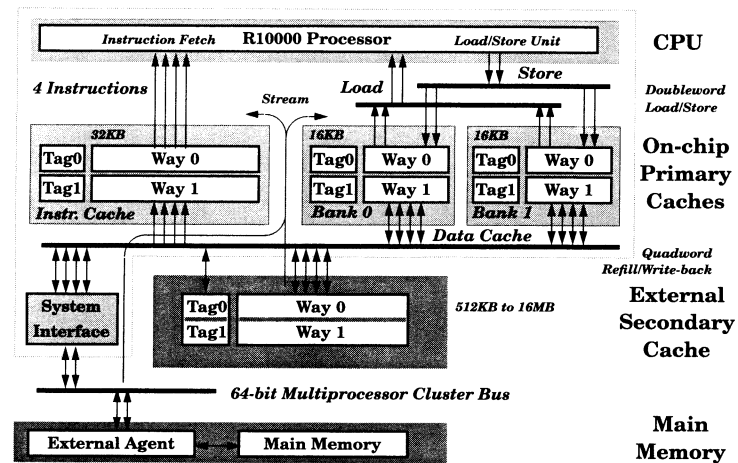 Instruction Fetch R10000 Processor Load/Store Unit CPU
4 Instructions
Load
Store
Doubleword
Load/Store
Stream
32KB
Tag0 Way 0
Tag1 Way 1
Instr. Cache
16KB
Tag0 Way 0
Tag1 Way 1
Bank 0
16KB
Tag0 Way 0
Tag1 Way 1
Bank 1
On-chip
Primary
Caches
Data Cache
Quadword
Refill/Write-back
System
Interface
Tag0 Way 0
Tag1 Way 1
512KB to 16MB
External
Secondary
Cache
64-bit Multiprocessor Cluster Bus
External Agent Main Memory
Main
Memory